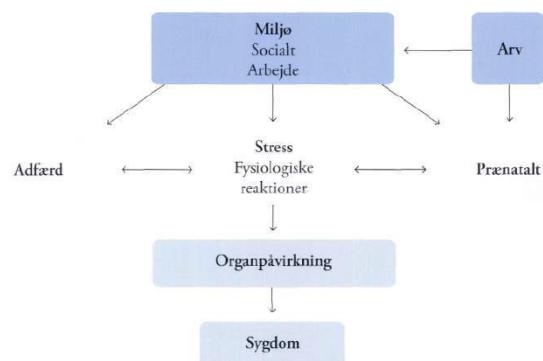 Miljø
Socialt
Arbejde
Arv
Adfærd
Stress
Fysiologiske
reaktioner
Prænatalt
Organpåvirkning
Sygdom